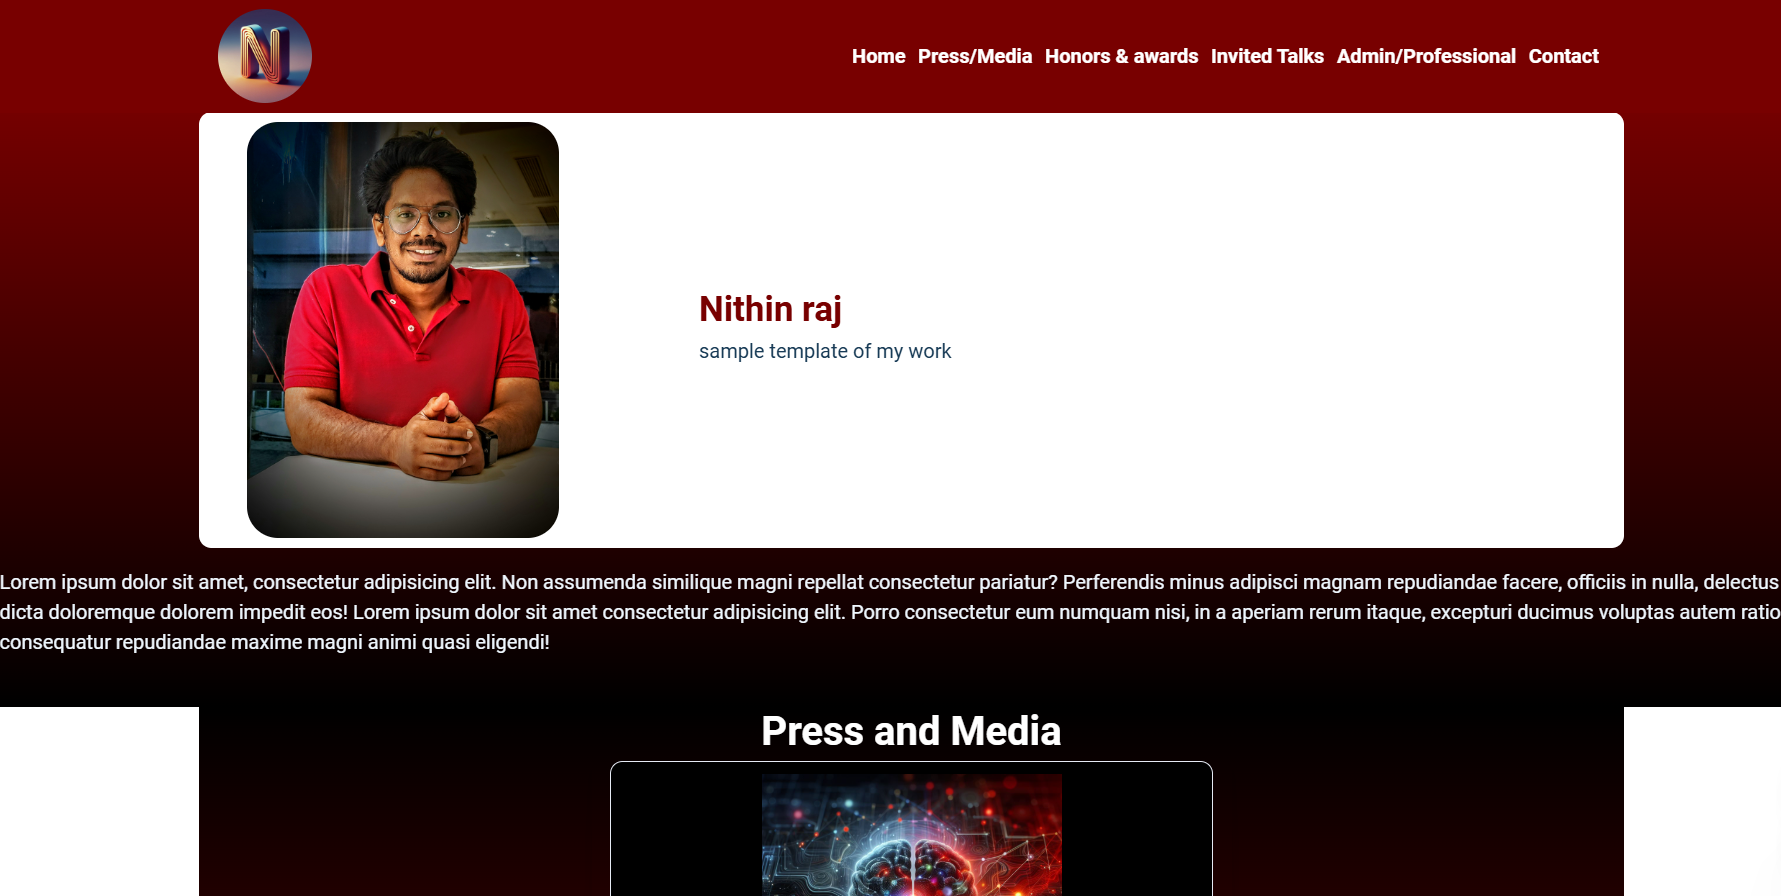 N
Home Press/Media Honors & awards Invited Talks Admin/Professional Contact
Nithin raj
sample template of my work
Lorem ipsum dolor sit amet, consectetur adipisicing elit. Non assumenda similique magni repellat consectetur pariatur? Perferendis minus adipisci magnam repudiandae facere, officiis in nulla, delectus
dicta doloremque dolorem impedit eos! Lorem ipsum dolor sit amet consectetur adipisicing elit. Porro consectetur eum numquam nisi, in a aperiam rerum itaque, excepturi ducimus voluptas autem ratio
consequatur repudiandae maxime magni animi quasi eligendi!
Press and Media